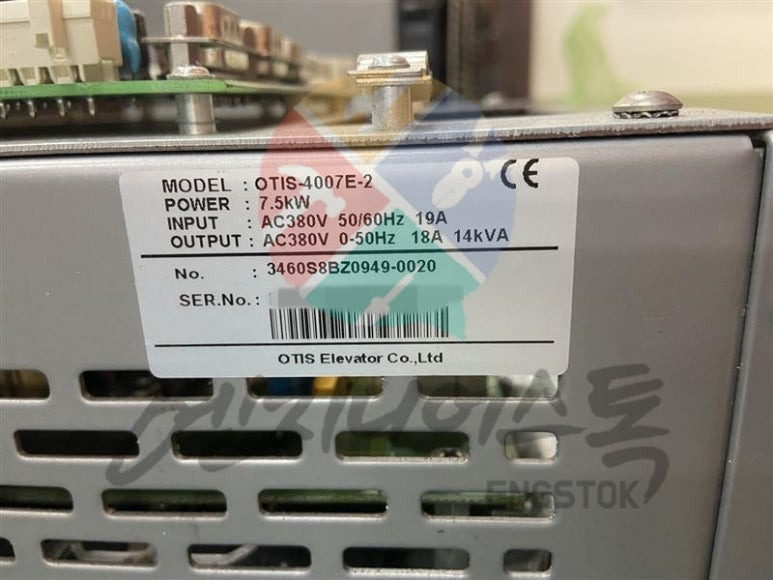 MODEL : OTIS-4007E-2
POWER : 7.5kW
INPUT : AC380V 50/60Hz 19A
OUTPUT : AC380V 0-50Hz 18A 14kVA
No. : 3460S8BZ0949-0020
SER.No. :
OTIS Elevator Co.,Ltd
CE
엔지니어스톡
ENGSTOK